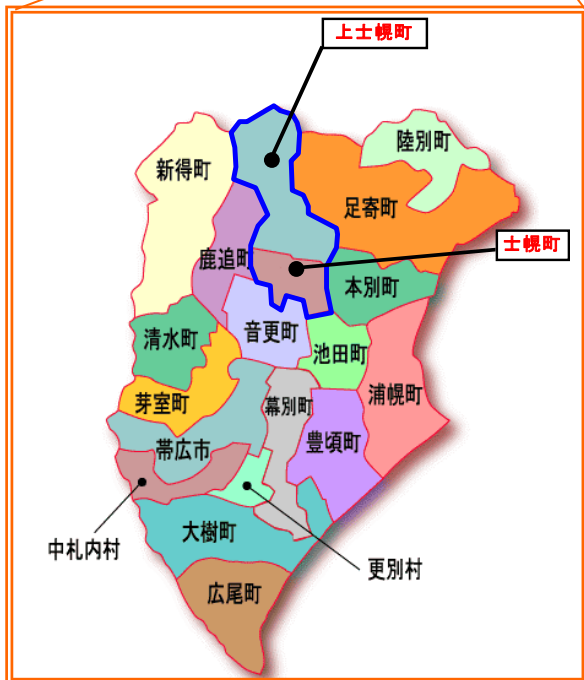 上士幌町
陸別町
新得町
足寄町
士幌町
鹿追町
本別町
清水町
音更町
池田町
浦幌町
芽室町
幕別町
豊頃町
帯広市
大樹町
中札内村
更別村
広尾町